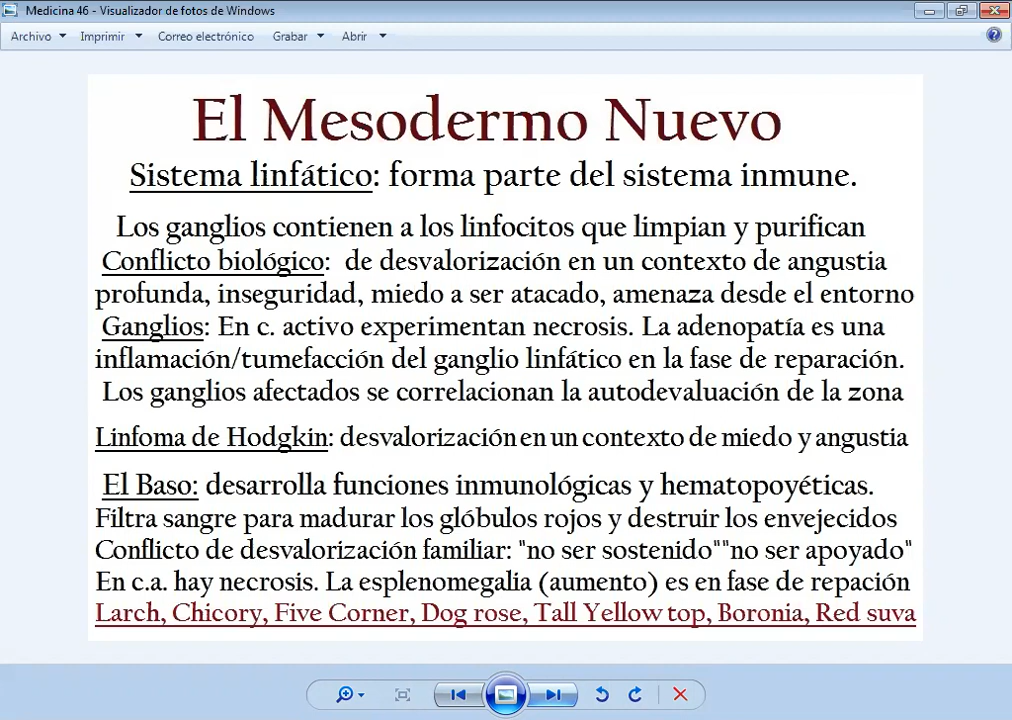 Medicina 46 - Visualizador de fotos de Windows
Archivo Imprimir Correo electrónico Grabar Abrir
El Mesodermo Nuevo
Sistema linfático: forma parte del sistema inmune.
Los ganglios contienen a los linfocitos que limpian y purifican
Conflicto biológico: de desvalorización en un contexto de angustia
profunda, inseguridad, miedo a ser atacado, amenaza desde el entorno
Ganglios: En c. activo experimentan necrosis. La adenopatía es una
inflamación/tumefacción del ganglio linfático en la fase de reparación.
Los ganglios afectados se correlacionan la autodevaluación de la zona
Linfoma de Hodgkin: desvalorización en un contexto de miedo y angustia
El Baso: desarrolla funciones inmunológicas y hematopoyéticas.
Filtra sangre para madurar los glóbulos rojos y destruir los envejecidos
Conflicto de desvalorización familiar: "no ser sostenido""no ser apoyado"
En c.a. hay necrosis. La esplenomegalia (aumento) es en fase de repación
Larch, Chicory, Five Corner, Dog rose, Tall Yellow top, Boronia, Red suva